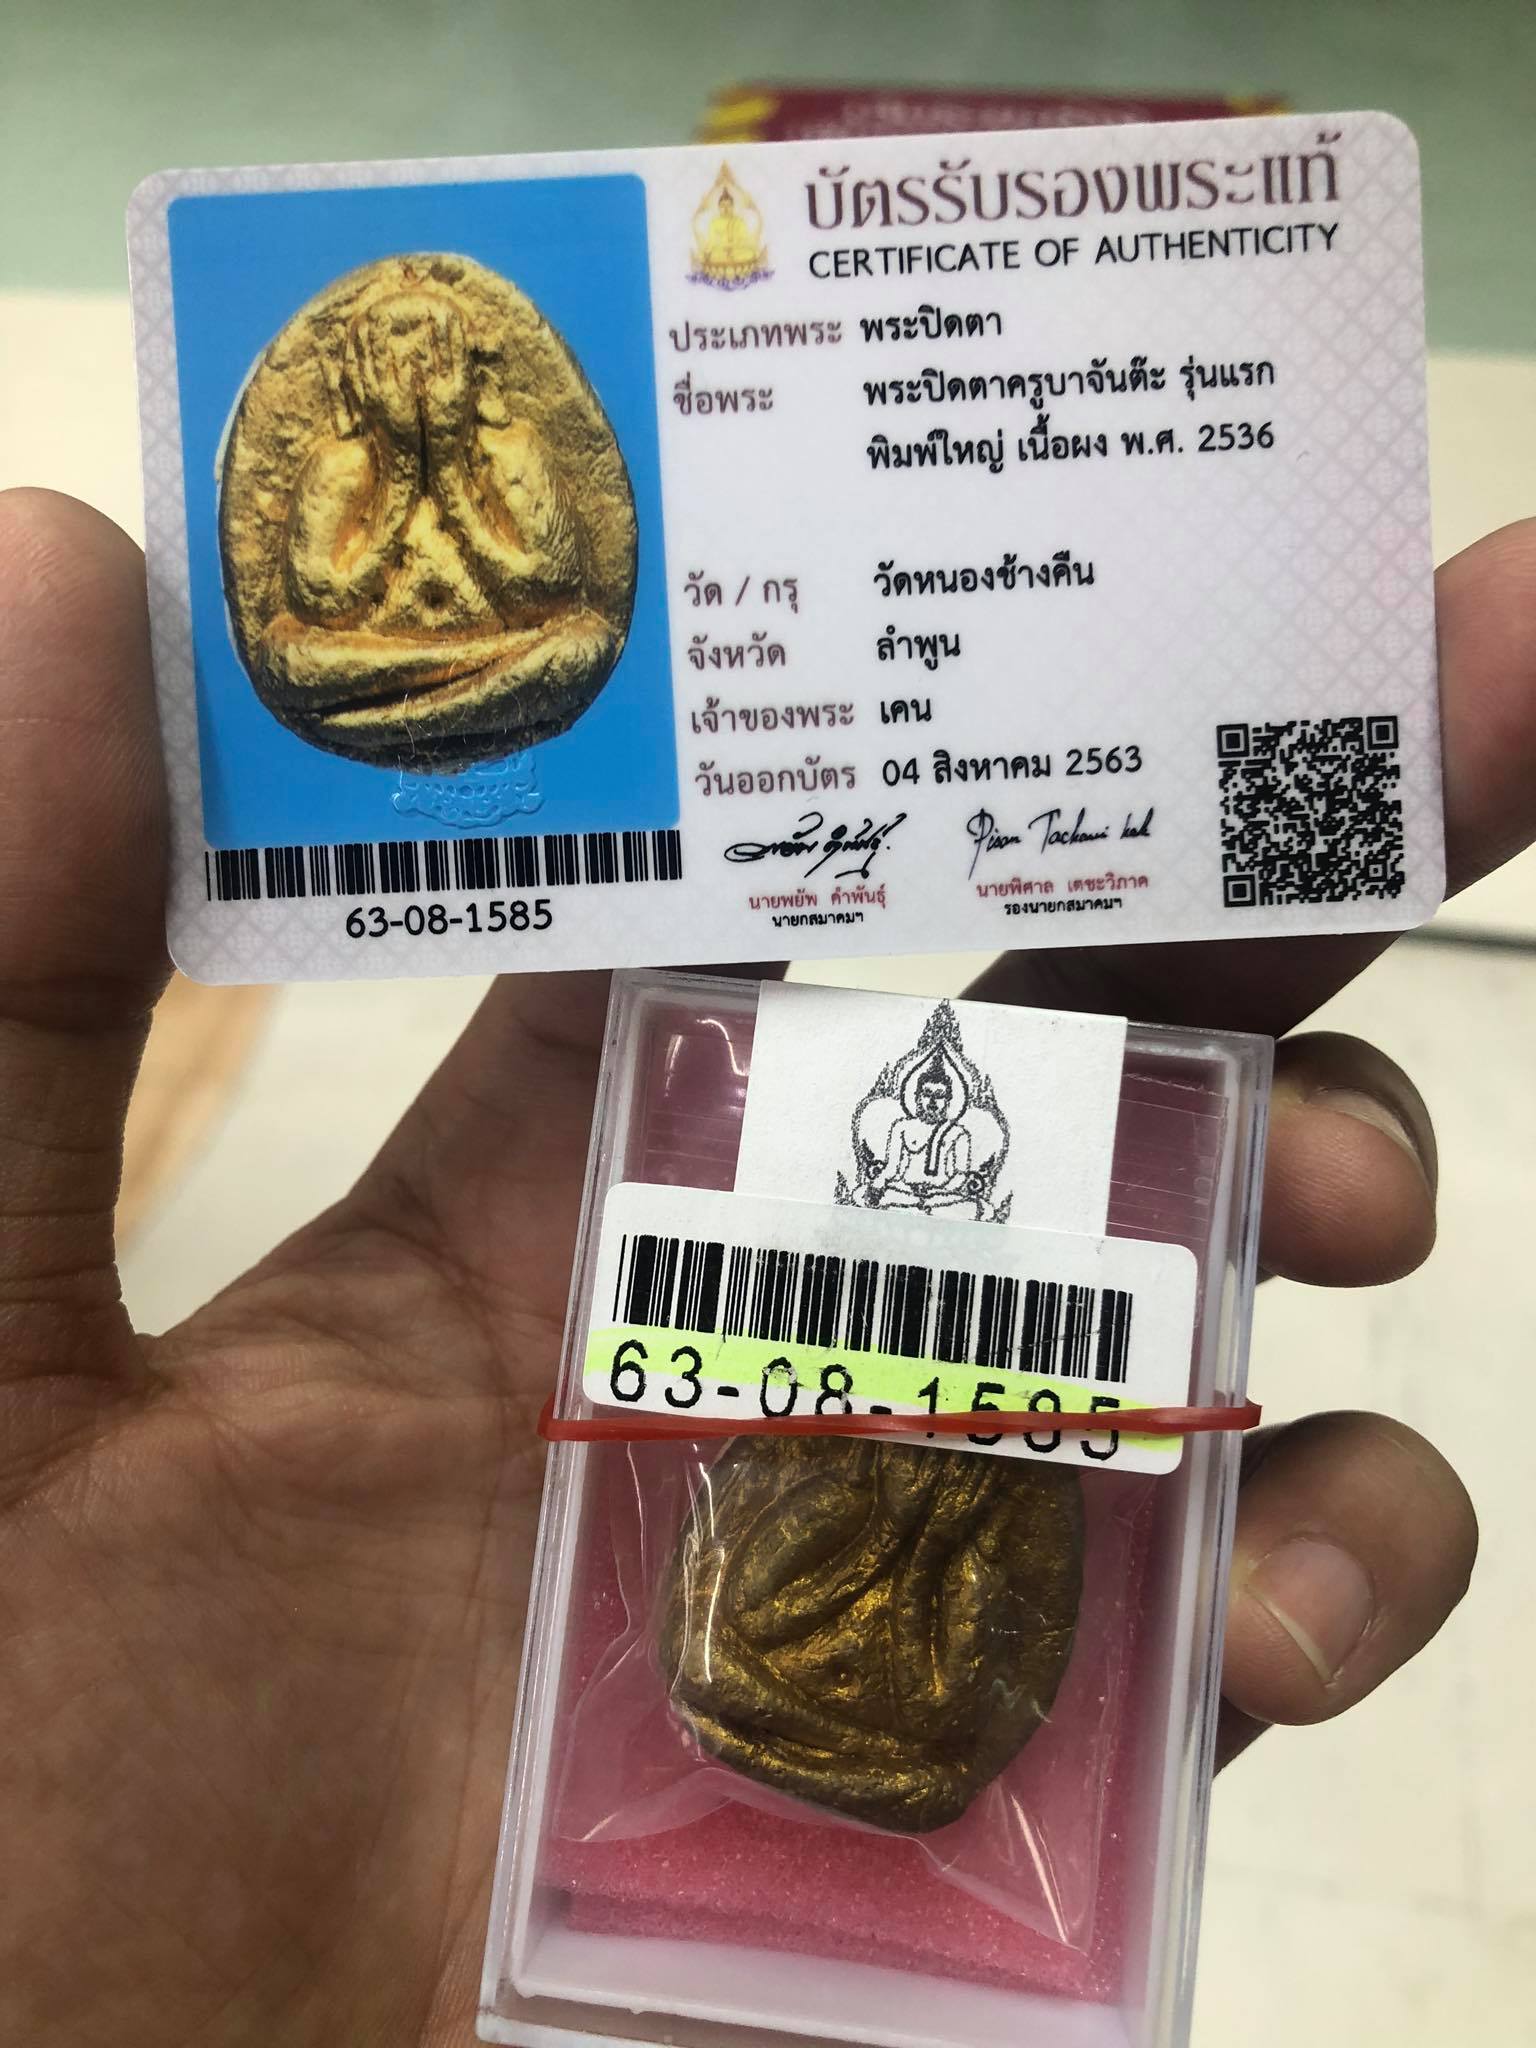 บัตรรับรองพระแท้
CERTIFICATE OF AUTHENTICITY
ประเภทพระ พระปิดตา
ชื่อพระ พระปิดตาครูบาจันต๊ะ รุ่นแรก
พิมพ์ใหญ่ เนื้อผง พ.ศ. 2536
วัด / กรุ วัดหนองช้างคืน
จังหวัด ลำพูน
เจ้าของพระ เคน
วันออกบัตร 04 สิงหาคม 2563
นายพยัพ คำพันธุ์
นายกสมาคมฯ
Pisan
นายพิศาล เตชะวิภาค
รองนายกสมาคมฯ
63-08-1585
63-08-1585